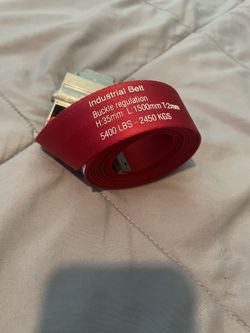 Industrial Belt
Buckle regulation
H.35mm L.1500mm T:2mm
5400 LBS - 2450 KGS